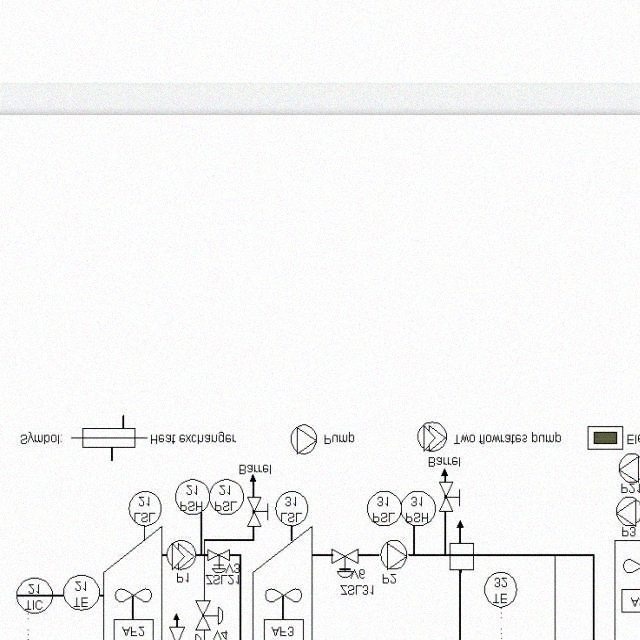 Symbol:
Heat exchanger
Pump
Two flowrates pump
Barrel
Barrel
LSL
21
PSH
21
PSL
21
LSL
31
PSL
31
PSH
31
P3
P1
V3
ZSL21
V6
ZSL31
P2
TIC
21
TE
21
TE
32
AF2
V4
AF3